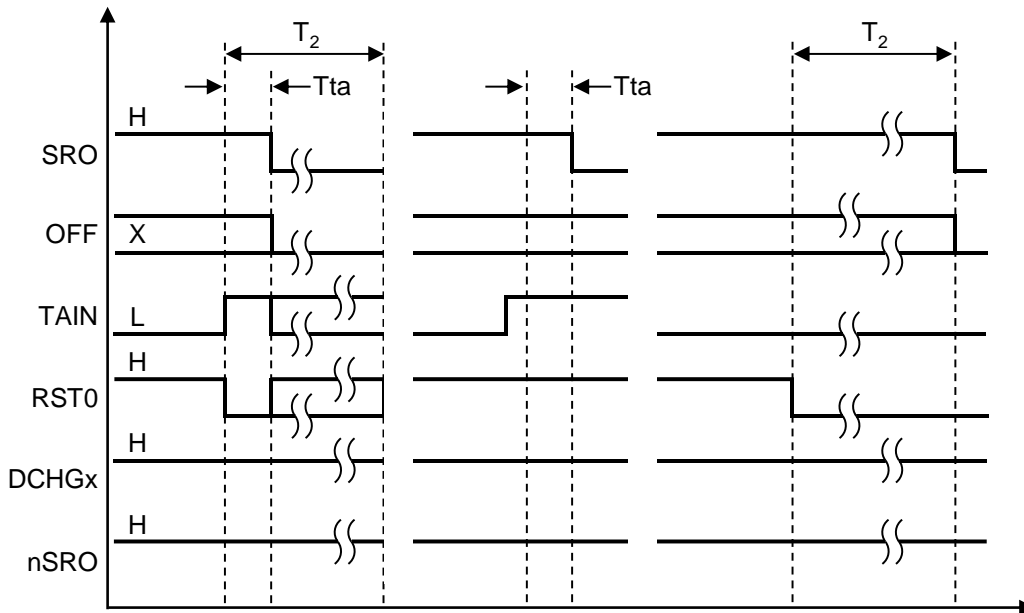 T2 T2
Tta Tta
H
SRO
OFF X
TAIN L
H
RST0
H
DCHGx
H
nSRO